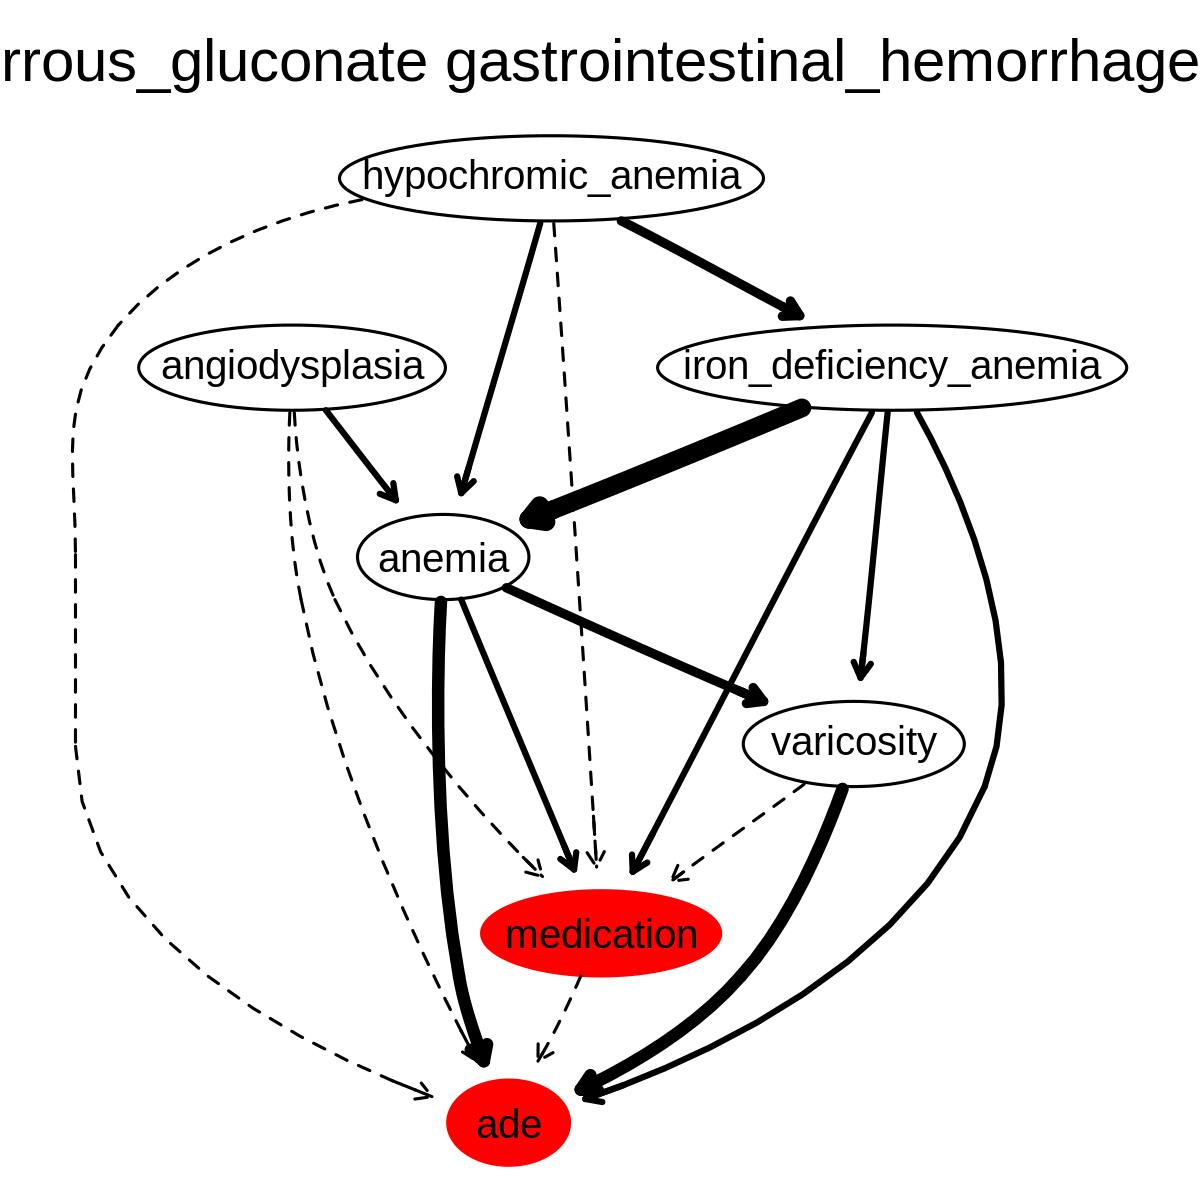 rrous_gluconate gastrointestinal_hemorrhage
hypochromic_anemia
angiodysplasia
iron_deficiency_anemia
anemia
varicosity
medication
ade